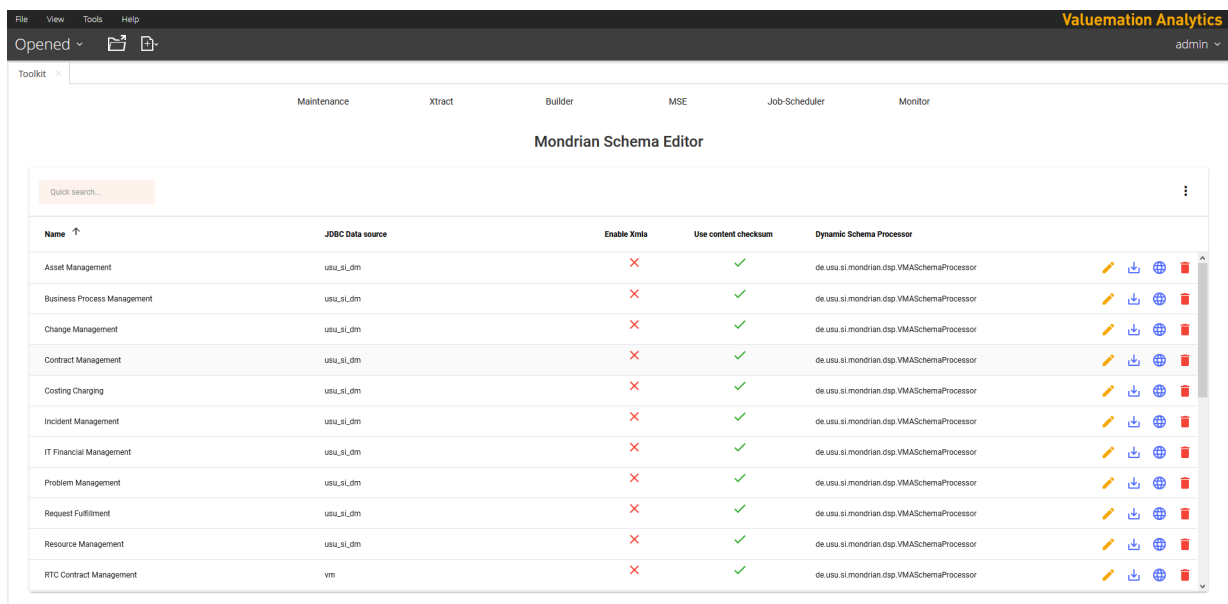 File View Tools Help Valuemation Analytics
Opened admin
Toolkit
Maintenance Xtract Builder MSE Job-Scheduler Monitor
Mondrian Schema Editor
Quick search...
Name JDBC Data source Enable Xmla Use content checksum Dynamic Schema Processor
Asset Management usu_si_dm de.usu.si.mondrian.dsp.VMASchemaProcessor
Business Process Management usu_si_dm de.usu.si.mondrian.dsp.VMASchemaProcessor
Change Management usu_si_dm de.usu.si.mondrian.dsp.VMASchemaProcessor
Contract Management usu_si_dm de.usu.si.mondrian.dsp.VMASchemaProcessor
Costing Charging usu_si_dm de.usu.si.mondrian.dsp.VMASchemaProcessor
Incident Management usu_si_dm de.usu.si.mondrian.dsp.VMASchemaProcessor
IT Financial Management usu_si_dm de.usu.si.mondrian.dsp.VMASchemaProcessor
Problem Management usu_si_dm de.usu.si.mondrian.dsp.VMASchemaProcessor
Request Fulfillment usu_si_dm de.usu.si.mondrian.dsp.VMASchemaProcessor
Resource Management usu_si_dm de.usu.si.mondrian.dsp.VMASchemaProcessor
RTC Contract Management vm de.usu.si.mondrian.dsp.VMASchemaProcessor